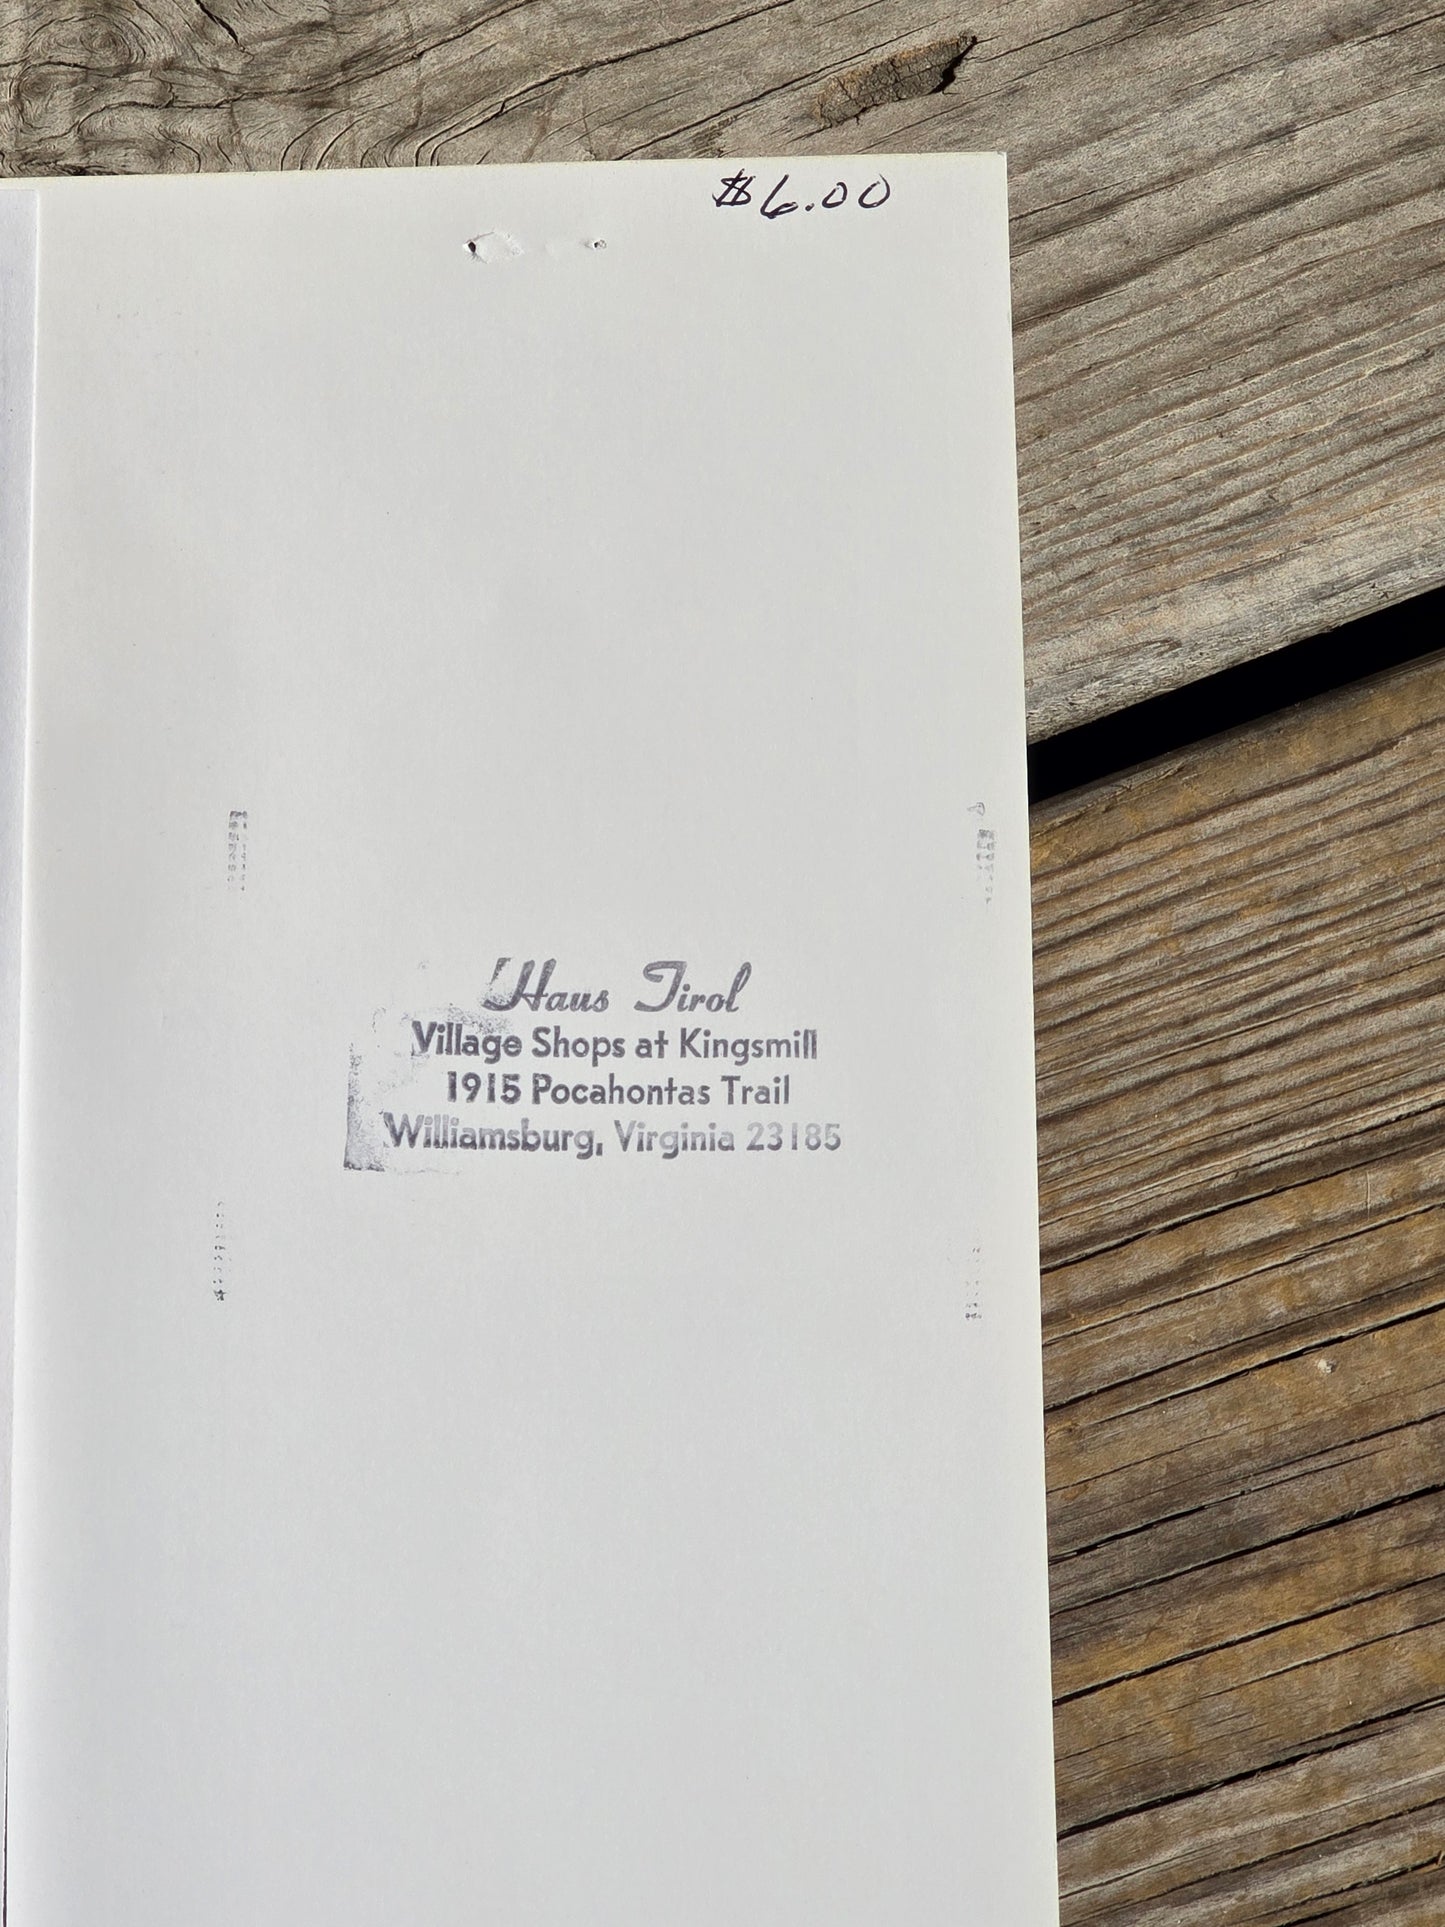 $6.00
Haus Tirol
Village Shops at Kingsmill
1915 Pocahontas Trail
Williamsburg, Virginia 23185